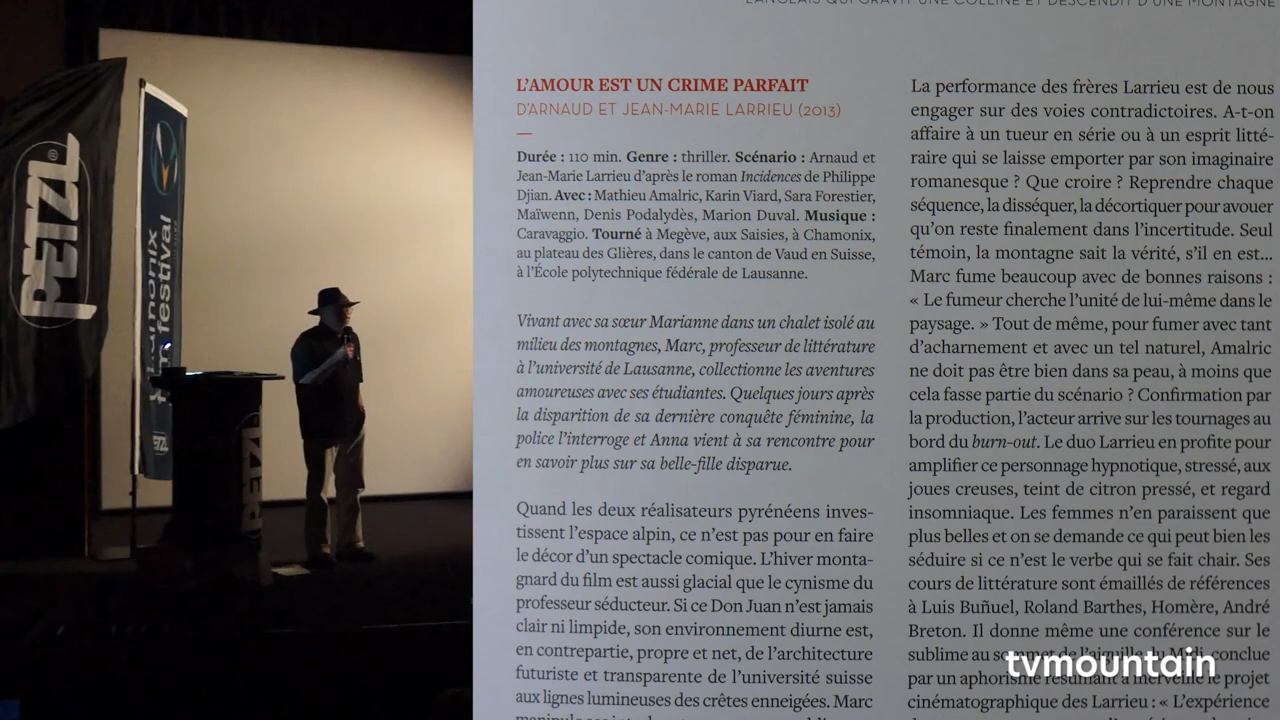 PETZL
®
Chamonix
film festival
PETZL
PETZL
L'ANGLAIS QUI GRAVIT UNE COLLINE ET DESCENDIT D'UNE MONTAGNE
L'AMOUR EST UN CRIME PARFAIT
D'ARNAUD ET JEAN-MARIE LARRIEU (2013)
Durée : 110 min. Genre : thriller. Scénario : Arnaud et
Jean-Marie Larrieu d'après le roman Incidences de Philippe
Djian. Avec : Mathieu Amalric, Karin Viard, Sara Forestier,
Maïwenn, Denis Podalydès, Marion Duval. Musique :
Caravaggio. Tourné à Megève, aux Saisies, à Chamonix,
au plateau des Glières, dans le canton de Vaud en Suisse,
à l'École polytechnique fédérale de Lausanne.
Vivant avec sa sœur Marianne dans un chalet isolé au
milieu des montagnes, Marc, professeur de littérature
à l'université de Lausanne, collectionne les aventures
amoureuses avec ses étudiantes. Quelques jours après
la disparition de sa dernière conquête féminine, la
police l'interroge et Anna vient à sa rencontre pour
en savoir plus sur sa belle-fille disparue.
Quand les deux réalisateurs pyrénéens inves-
tissent l'espace alpin, ce n'est pas pour en faire
le décor d'un spectacle comique. L'hiver monta-
gnard du film est aussi glacial que le cynisme du
professeur séducteur. Si ce Don Juan n'est jamais
clair ni limpide, son environnement diurne est,
en contrepartie, propre et net, de l'architecture
futuriste et transparente de l'université suisse
aux lignes lumineuses des crêtes enneigées. Marc
La performance des frères Larrieu est de nous
engager sur des voies contradictoires. A-t-on
affaire à un tueur en série ou à un esprit litté-
raire qui se laisse emporter par son imaginaire
romanesque ? Que croire ? Reprendre chaque
séquence, la disséquer, la décortiquer pour avouer
qu'on reste finalement dans l'incertitude. Seul
témoin, la montagne sait la vérité, s'il en est...
Marc fume beaucoup avec de bonnes raisons :
« Le fumeur cherche l'unité de lui-même dans le
paysage. » Tout de même, pour fumer avec tant
d'acharnement et avec un tel naturel, Amalric
ne doit pas être bien dans sa peau, à moins que
cela fasse partie du scénario ? Confirmation par
la production, l'acteur arrive sur les tournages au
bord du burn-out. Le duo Larrieu en profite pour
amplifier ce personnage hypnotique, stressé, aux
joues creuses, teint de citron pressé, et regard
insomniaque. Les femmes n'en paraissent que
plus belles et on se demande ce qui peut bien les
séduire si ce n'est le verbe qui se fait chair. Ses
cours de littérature sont émaillés de références
à Luis Buñuel, Roland Barthes, Homère, André
Breton. Il donne même une conférence sur le
sublime au sommet de l'aiguille du Midi, conclue
par un aphorisme résumant à merveille le projet
cinématographique des Larrieu : « L'expérience
tvmountain